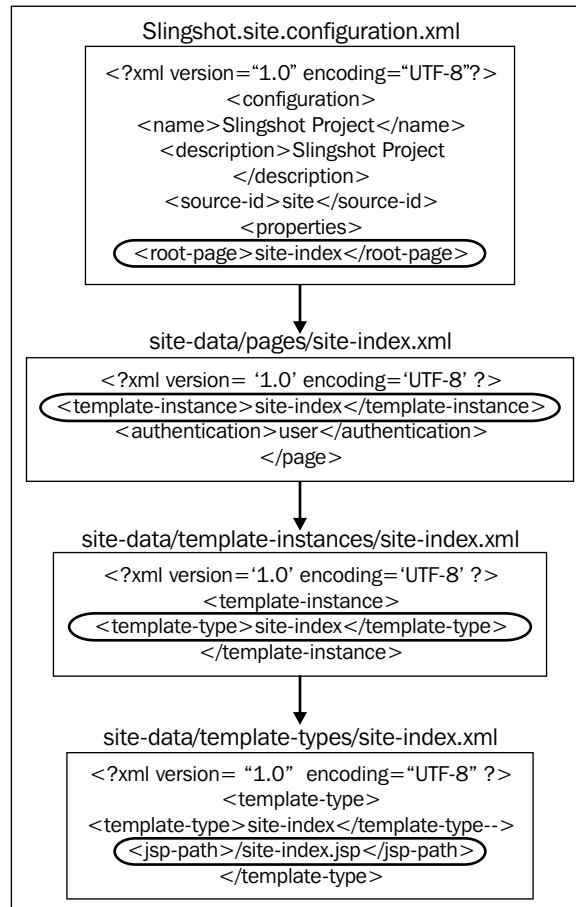 Slingshot.site.configuration.xml
<?xml version=“1.0” encoding=“UTF-8”?>
<configuration>
<name>Slingshot Project</name>
<description>Slingshot Project
</description>
<source-id>site</source-id>
<properties>
<root-page>site-index</root-page>
site-data/pages/site-index.xml
<?xml version= ‘1.0’ encoding=‘UTF-8’ ?>
<template-instance>site-index</template-instance>
<authentication>user</authentication>
</page>
site-data/template-instances/site-index.xml
<?xml version=‘1.0’ encoding=‘UTF-8’ ?>
<template-instance>
<template-type>site-index</template-type>
</template-instance>
site-data/template-types/site-index.xml
<?xml version= “1.0” encoding=“UTF-8” ?>
<template-type>
<template-type>site-index</template-type-->
<jsp-path>/site-index.jsp</jsp-path>
</template-type>